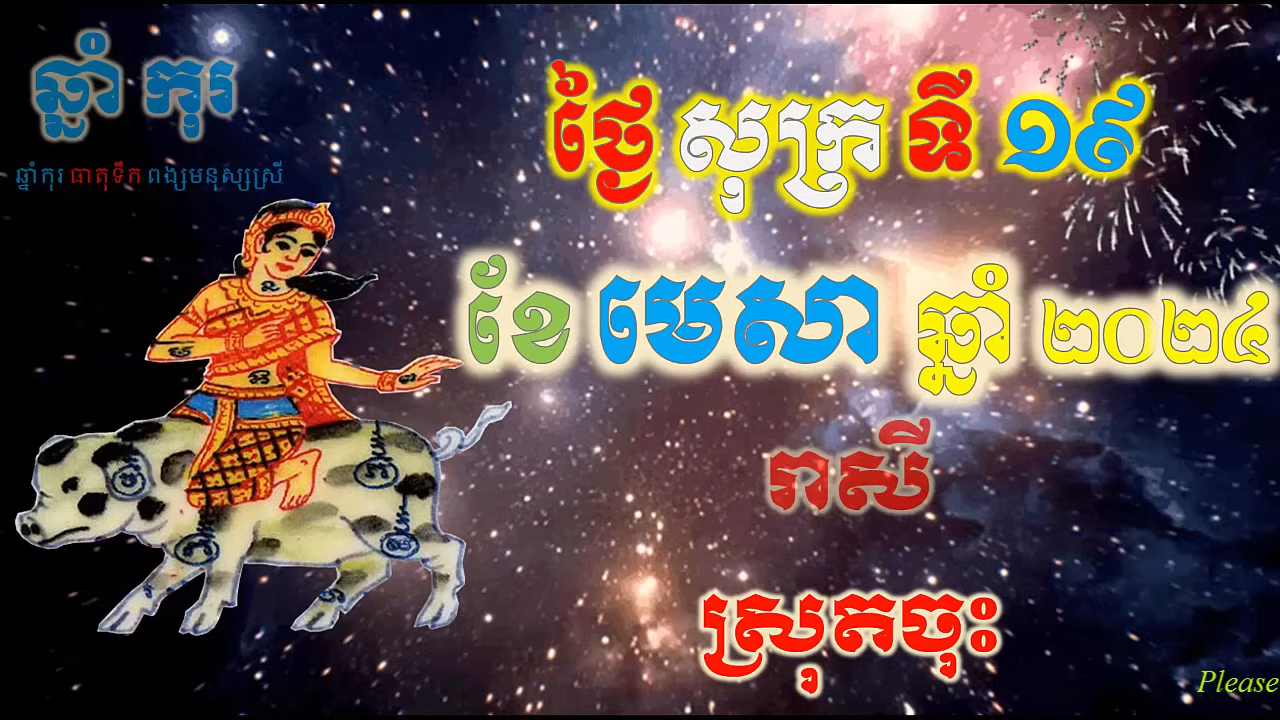 ឆ្នាំ កុរ
ឆ្នាំកុរ ធាតុទឹក ពង្សមនុស្សស្រី
ថ្ងៃ សុក្រ ទី ១៩
ខែ មេសា ឆ្នាំ ២០២៤
រាសី
ស្រុតចុះ
Please